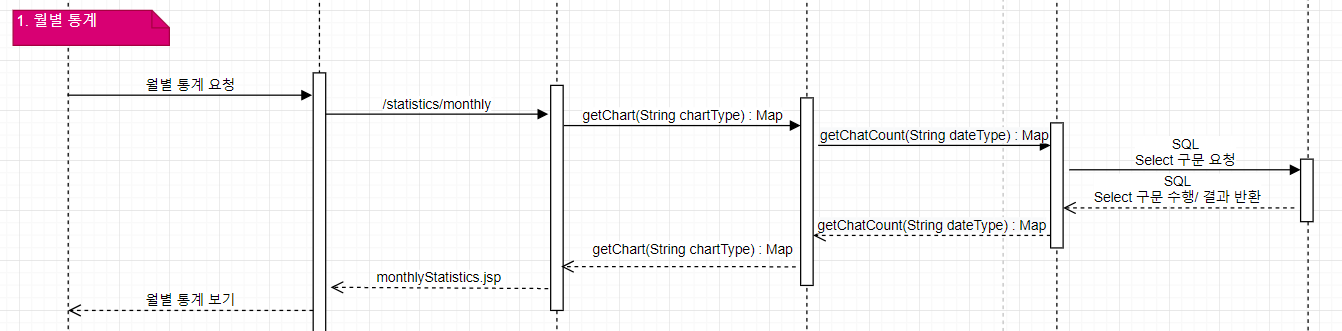 1. 월별 통계
월별 통계 요청
/statistics/monthly
getChart(String chartType) : Map
getChatCount(String dateType) : Map
SQL
Select 구문 요청
SQL
Select 구문 수행/ 결과 반환
getChatCount(String dateType) : Map
getChart(String chartType) : Map
monthlyStatistics.jsp
월별 통계 보기